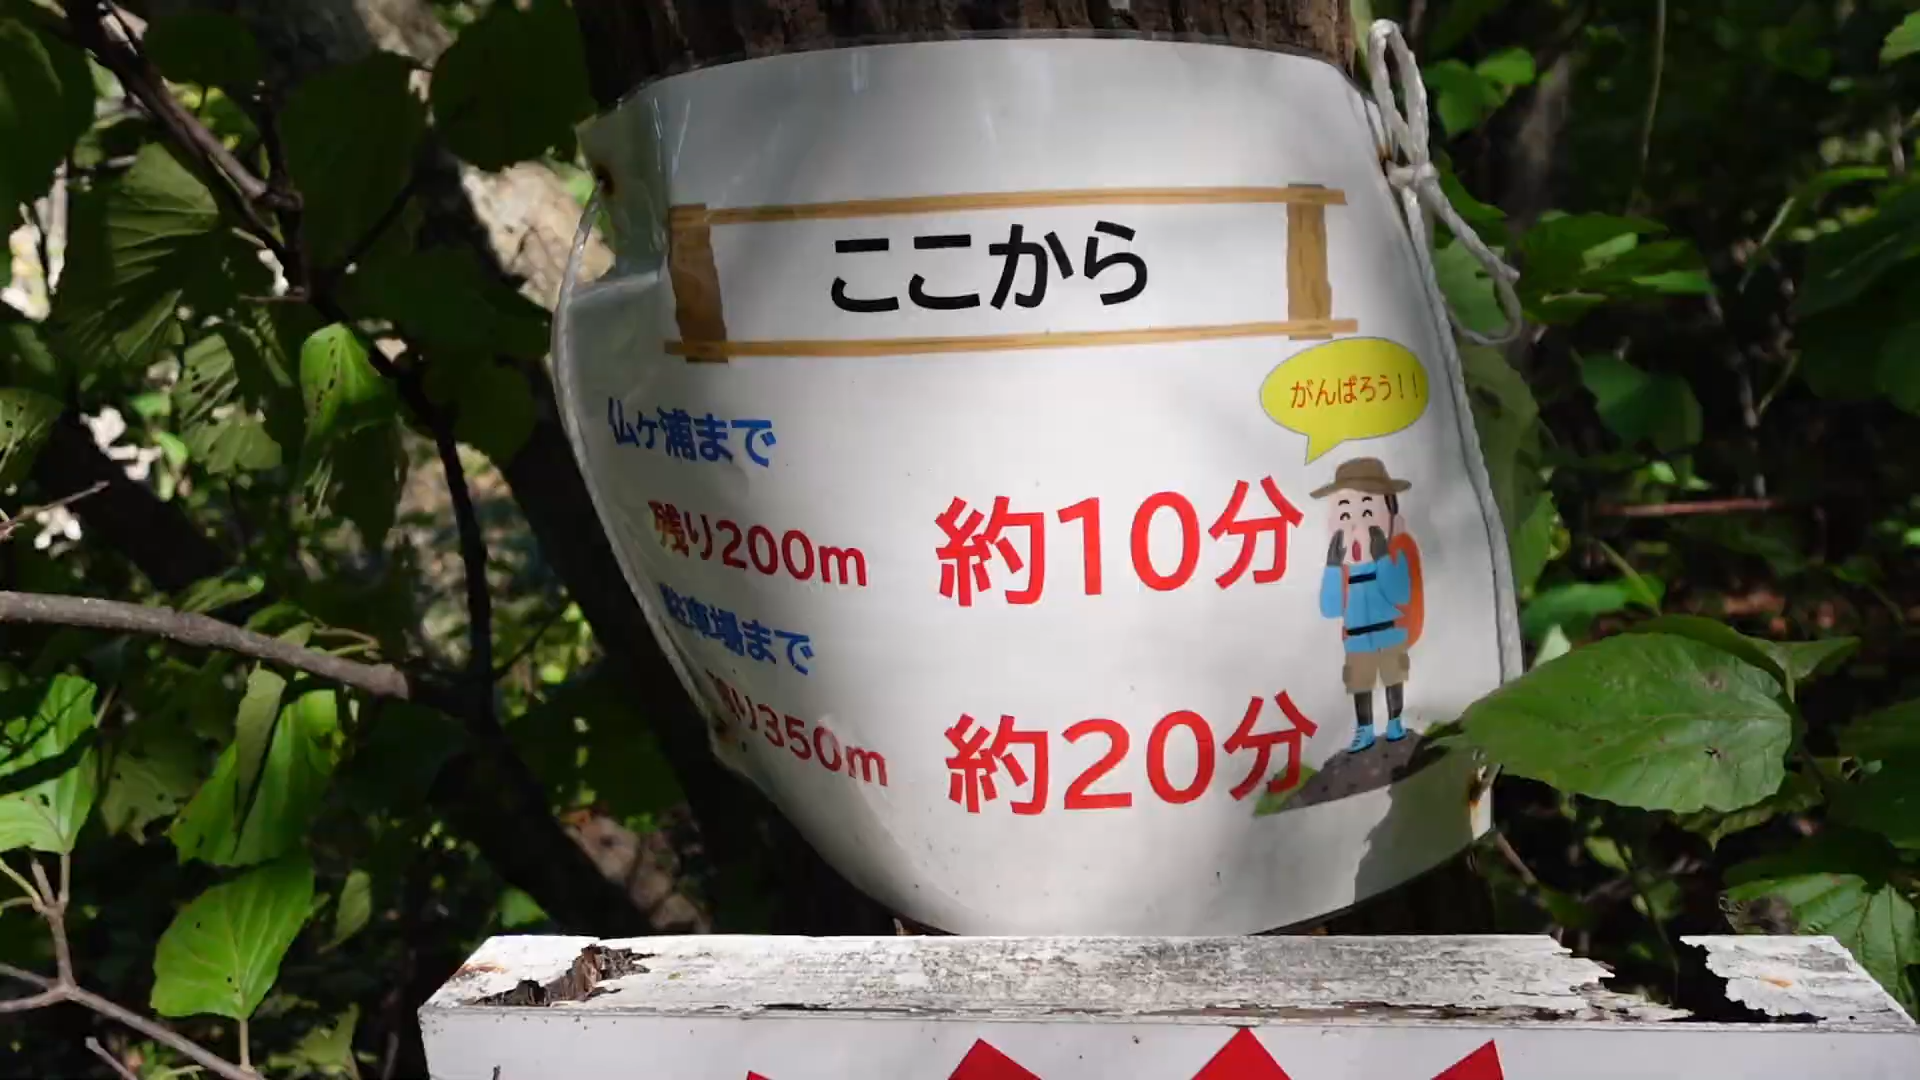 ここから
がんばろう！！
仏ヶ浦まで
残り200m 約10分
駐車場まで
残り350m 約20分